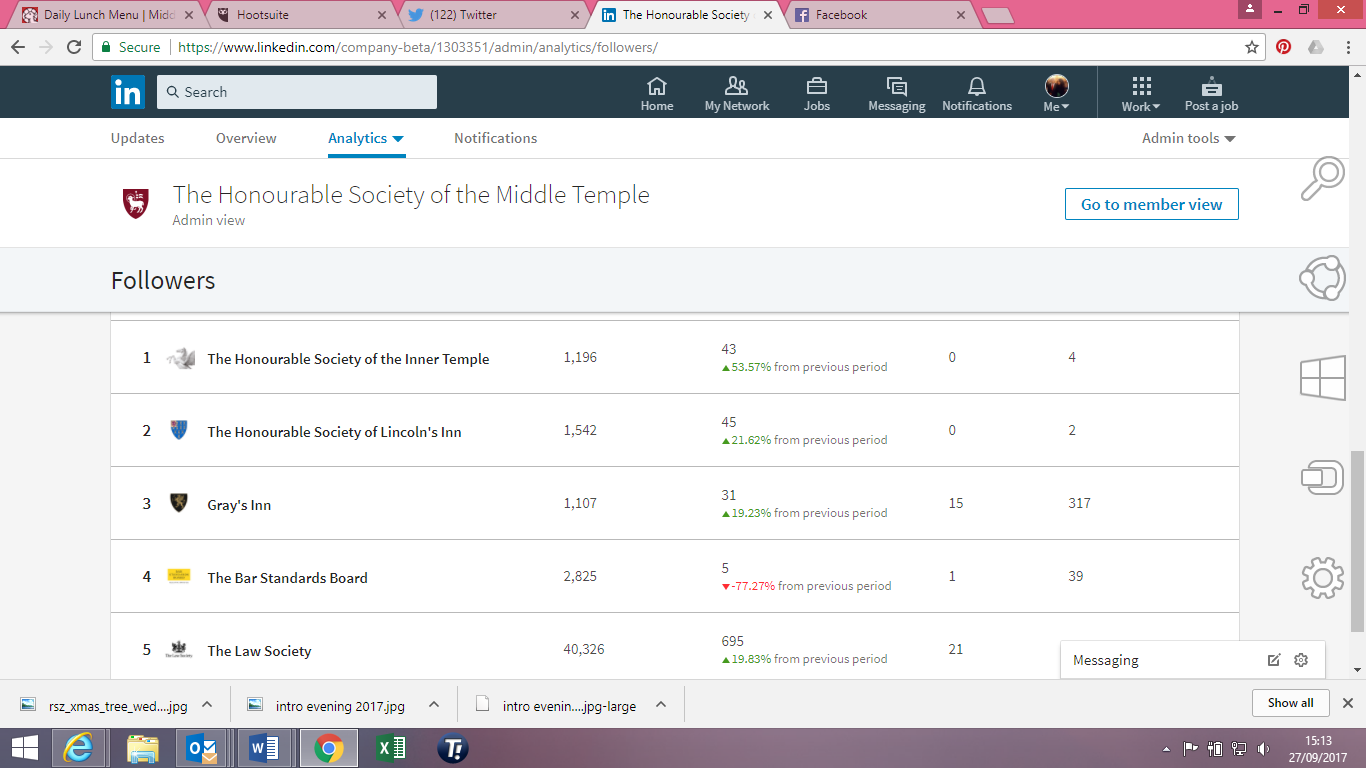 Daily Lunch Menu | Midd
Hootsuite
(122) Twitter
The Honourable Society
Facebook
Secure
https://www.linkedin.com/company-beta/1303351/admin/analytics/followers/
in Search Home My Network Jobs Messaging Notifications Me Work Post a job
Updates Overview Analytics Notifications Admin tools
The Honourable Society of the Middle Temple
Admin view
Go to member view
Followers
1 The Honourable Society of the Inner Temple 1,196 43 0 4
53.57% from previous period
2 The Honourable Society of Lincoln's Inn 1,542 45 0 2
21.62% from previous period
3 Gray's Inn 1,107 31 15 317
19.23% from previous period
4 The Bar Standards Board 2,825 5 1 39
-77.27% from previous period
5 The Law Society 40,326 695 21
19.83% from previous period
Messaging
rsz_xmas_tree_wed....jpg intro evening 2017.jpg intro evenin....jpg-large Show all
15:13
27/09/2017